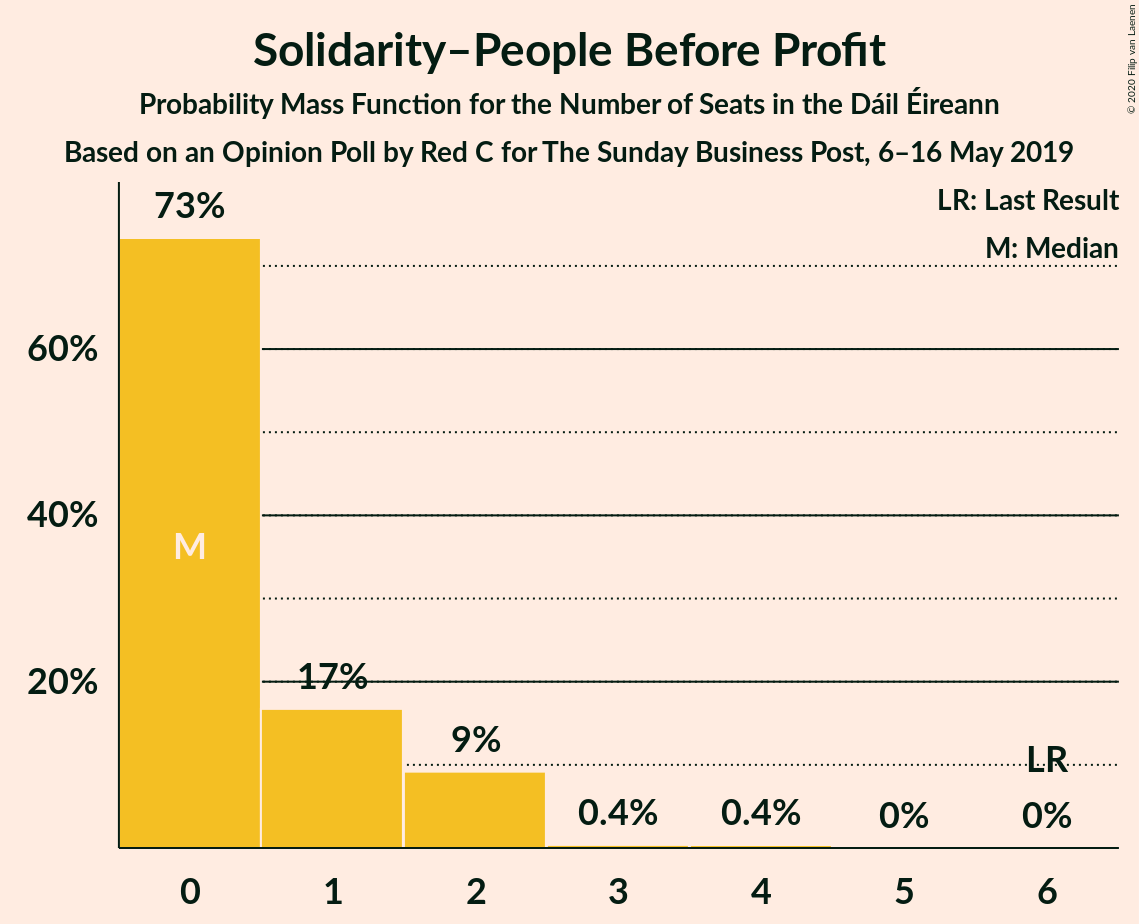 Solidarity–People Before Profit
Probability Mass Function for the Number of Seats in the Dáil Éireann
Based on an Opinion Poll by Red C for The Sunday Business Post, 6–16 May 2019
© 2020 Filip van Laenen
LR: Last Result
M: Median
73%
60%
40%
M
20%
17%
9%
LR
0.4%
0.4%
0%
0%
0 1 2 3 4 5 6